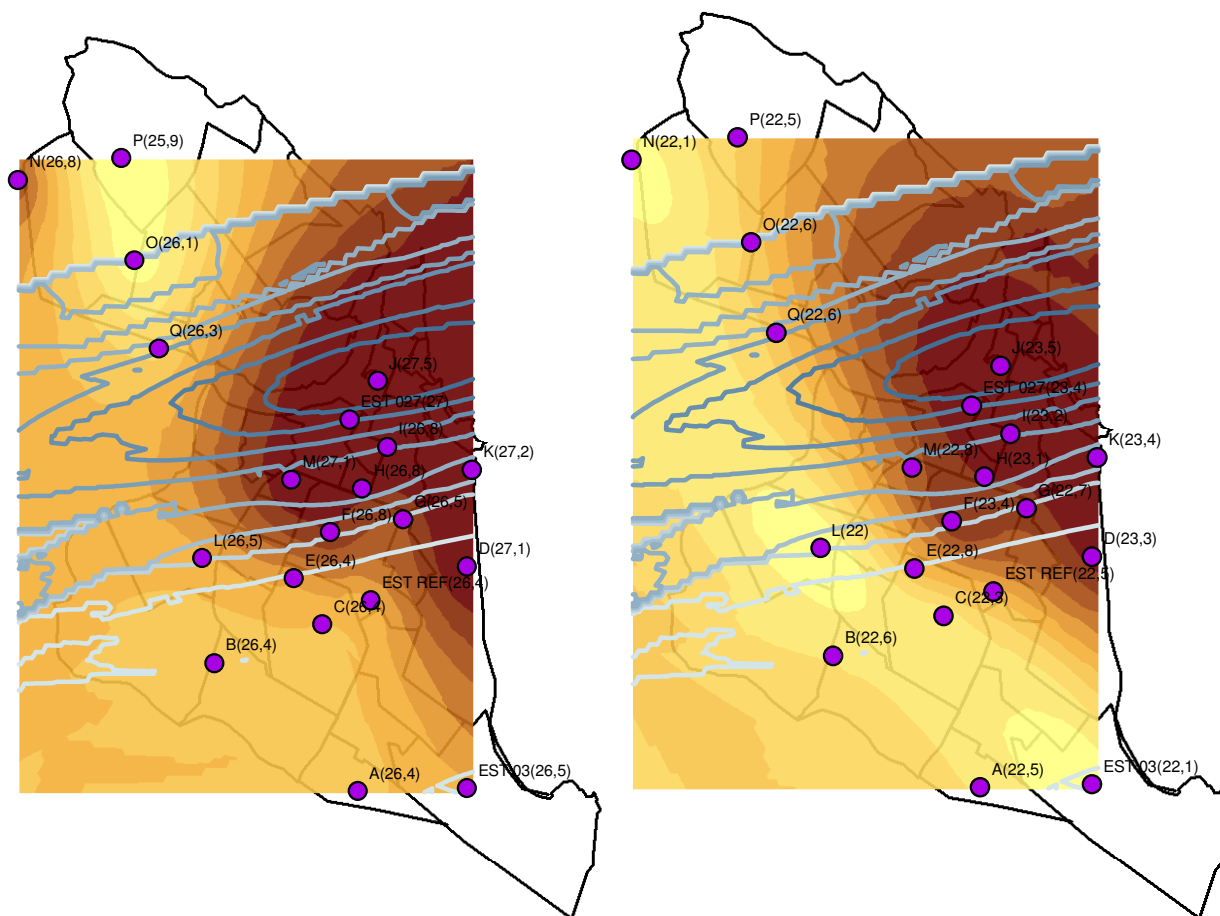 P(25,9)
N(26,8)
O(26,1)
Q(26,3)
J(27,5)
EST 027(27)
I(26,8)
K(27,2)
M(27,1)
H(26,8)
G(26,5)
F(26,8)
L(26,5)
D(27,1)
E(26,4)
EST REF(26,4)
C(26,4)
B(26,4)
A(26,4)
EST 03(26,5)
P(22,5)
N(22,1)
O(22,6)
Q(22,6)
J(23,5)
EST 027(23,4)
I(23,2)
K(23,4)
M(22,8)
H(23,1)
G(22,7)
F(23,4)
L(22)
D(23,3)
E(22,8)
EST REF(22,5)
C(22,3)
B(22,6)
A(22,5)
EST 03(22,1)